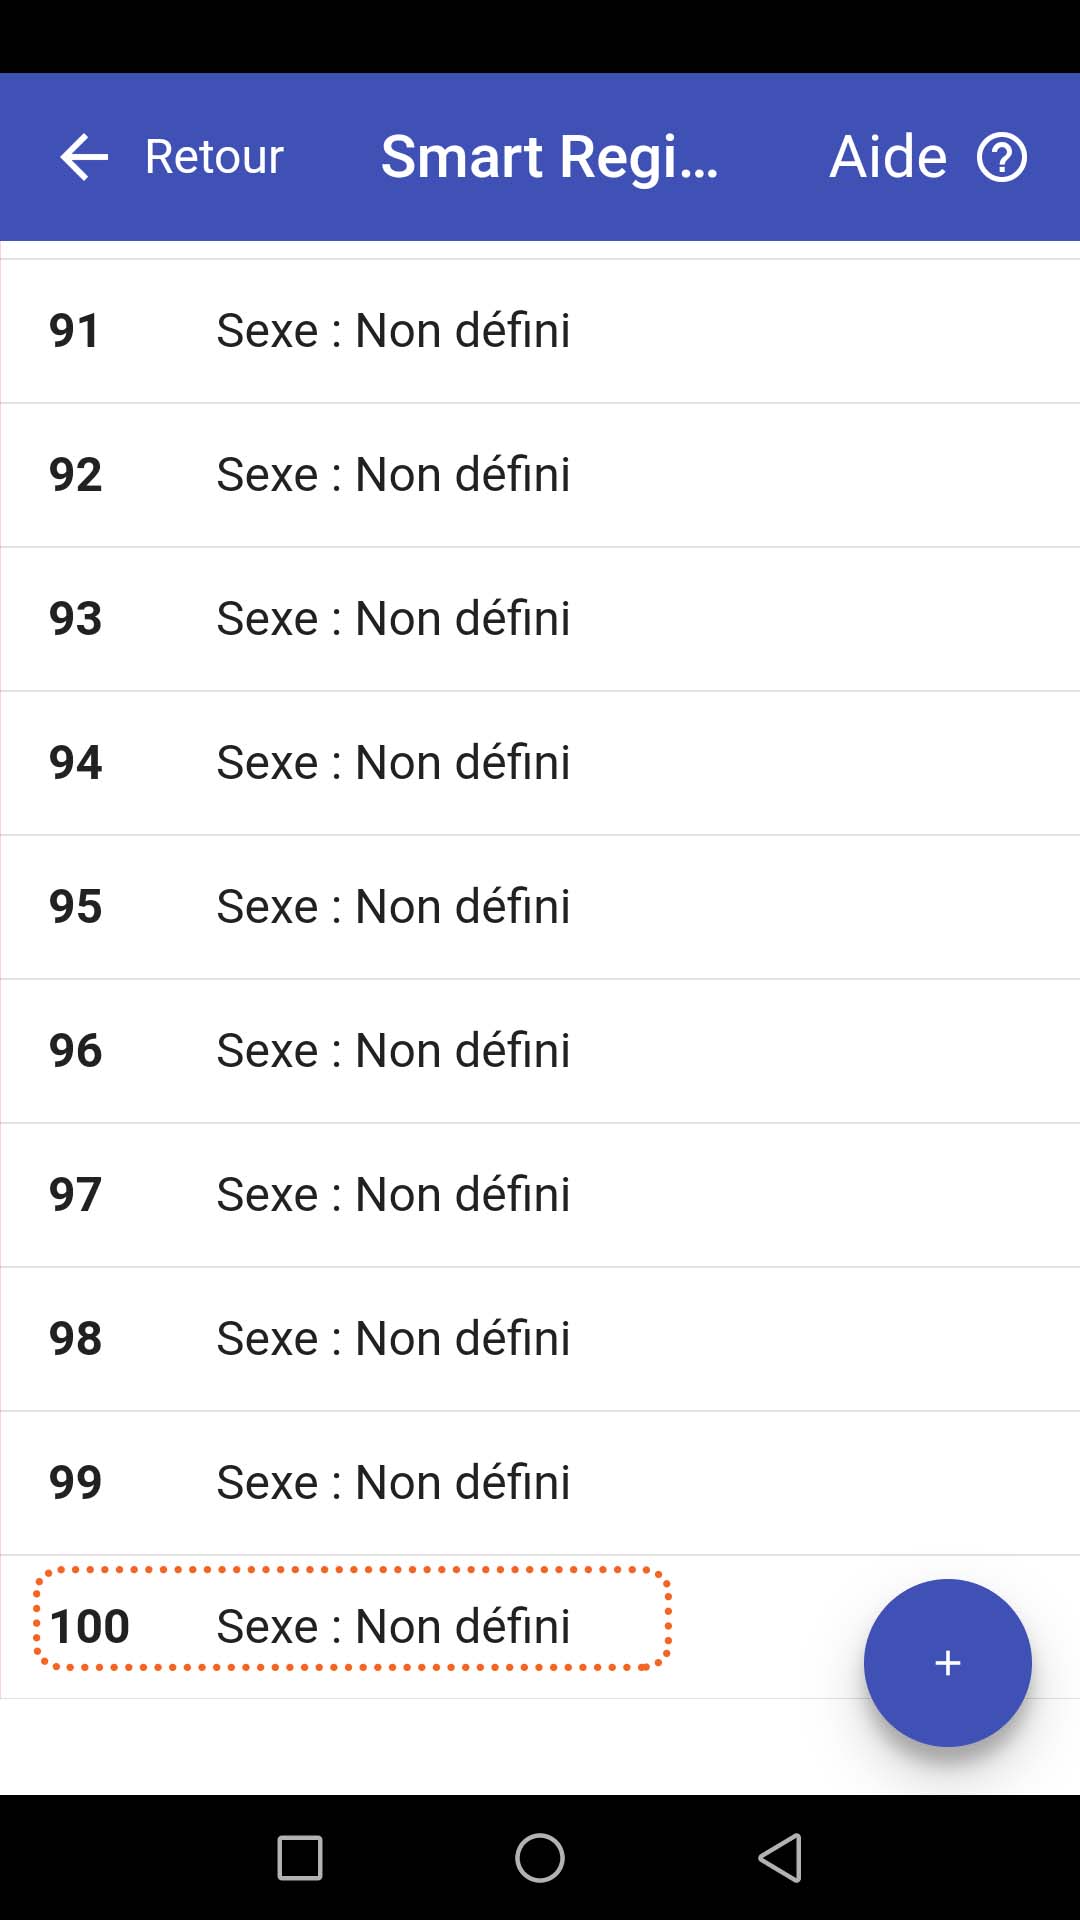 Retour Smart Regi... Aide
91 Sexe : Non défini
92 Sexe : Non défini
93 Sexe : Non défini
94 Sexe : Non défini
95 Sexe : Non défini
96 Sexe : Non défini
97 Sexe : Non défini
98 Sexe : Non défini
99 Sexe : Non défini
100 Sexe : Non défini
+